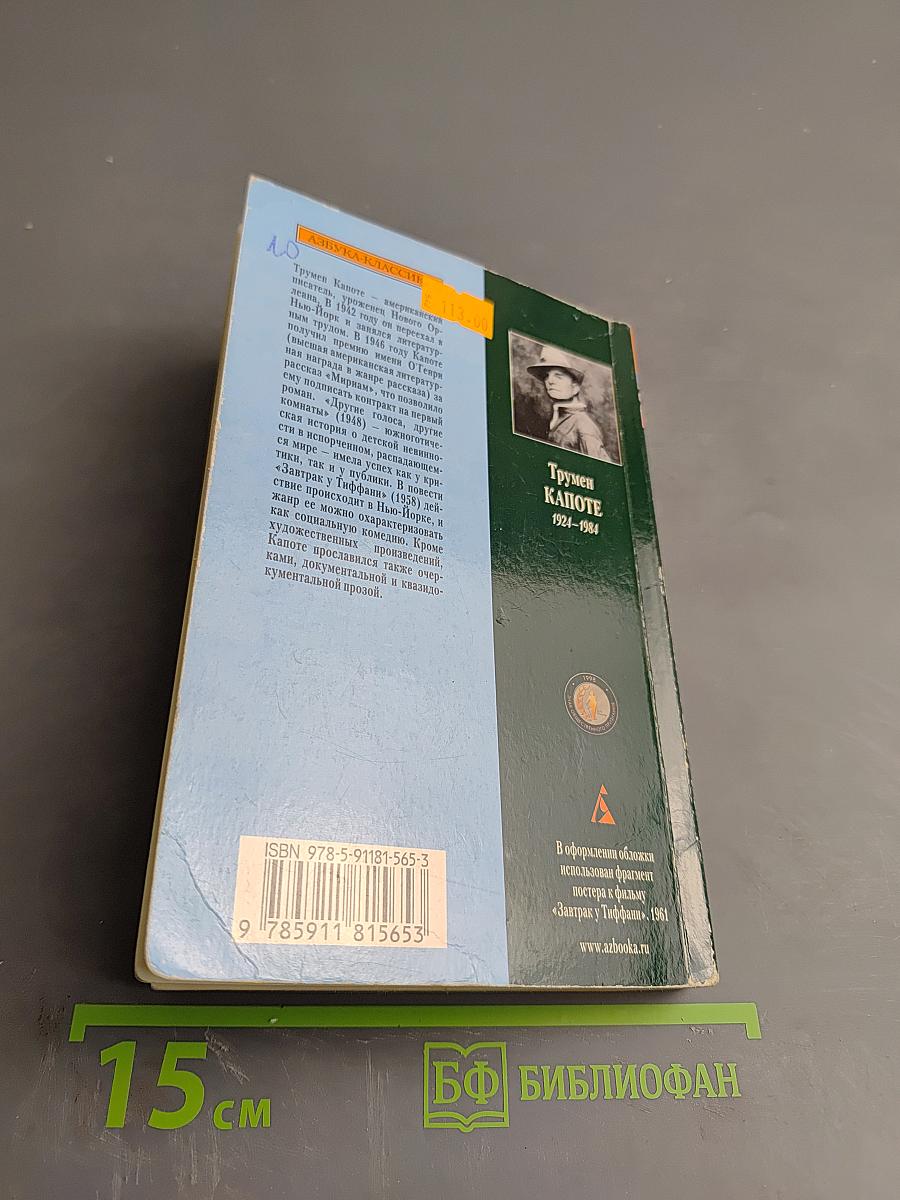 10
АЗБУКА-КЛАССИ
113.00
Трумен Капоте – американский
писатель, уроженец Нового Ор-
леана. В 1942 году он переехал в
Нью-Йорк и занялся литератур-
ным трудом. В 1946 году Капоте
получил премию имени О'Генри
(высшая американская литератур-
ная награда в жанре рассказа) за
рассказ «Мириам», что позволило
ему подписать контракт на первый
роман. «Другие голоса, другие
комнаты» (1948) – южноготиче-
ская история о детской невинно-
сти в испорченном, распадающем-
ся мире – имела успех как у кри-
тики, так и у публики. В повести
«Завтрак у Тиффани» (1958) дей-
ствие происходит в Нью-Йорке, и
жанр ее можно охарактеризовать
как социальную комедию. Кроме
художественных произведений,
Капоте прославился также очер-
ками, документальной и квазидо-
кументальной прозой.
ISBN 978-5-91181-565-3
9 785911 815653
Трумен
КАПОТЕ
1924–1984
1998
В оформлении обложки
использован фрагмент
постера к фильму
«Завтрак у Тиффани», 1961
www.azbooka.ru
15 см
БФ БИБЛИОФАН